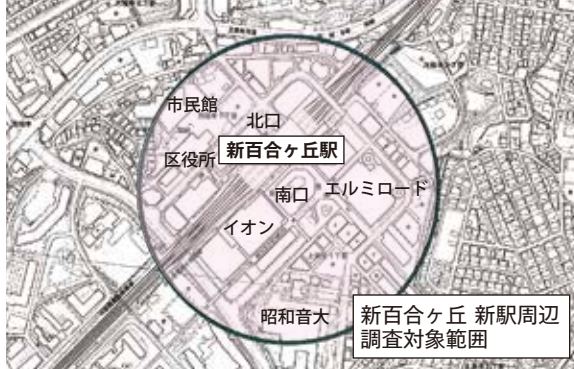 市民館
北口
新百合ヶ丘駅
区役所
南口
エルミロード
イオン
昭和音大
新百合ヶ丘 新駅周辺
調査対象範囲